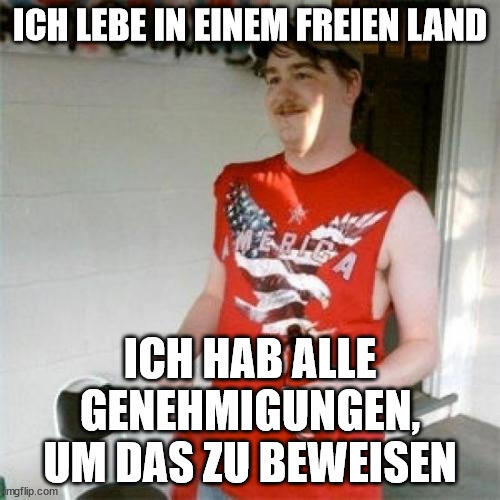 ICH LEBE IN EINEM FREIEN LAND
AMERICA
ICH HAB ALLE
GENEHMIGUNGEN,
UM DAS ZU BEWEISEN
imgflip.com